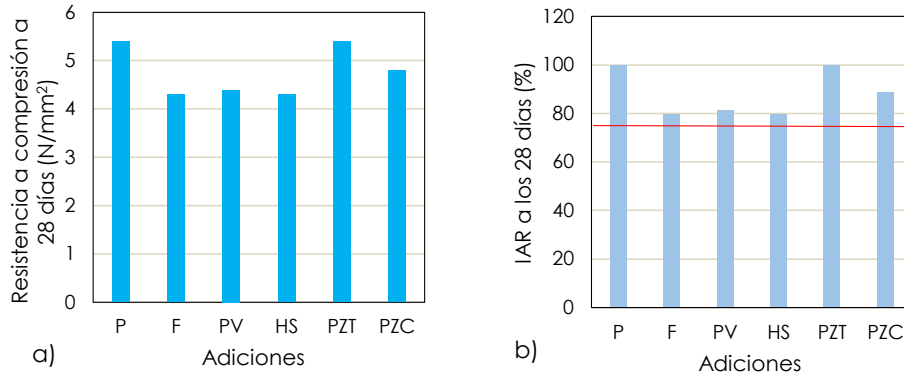 Resistencia a compresión a
28 días (N/mm²)
6
5
4
3
2
1
0
P F PV HS PZT PZC
Adiciones
a)
IAR a los 28 días (%)
120
100
80
60
40
20
0
P F PV HS PZT PZC
Adiciones
b)